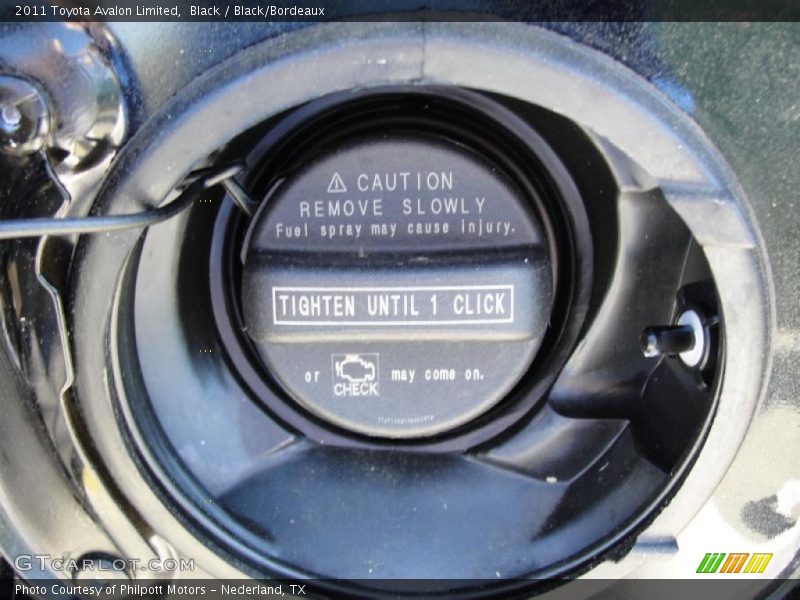 2011 Toyota Avalon Limited,  Black / Black/Bordeaux
⚠ CAUTION
REMOVE SLOWLY
Fuel spray may cause injury.
TIGHTEN UNTIL 1 CLICK
or CHECK may come on.
GTcarlot.com
Photo Courtesy of Philpott Motors - Nederland, TX